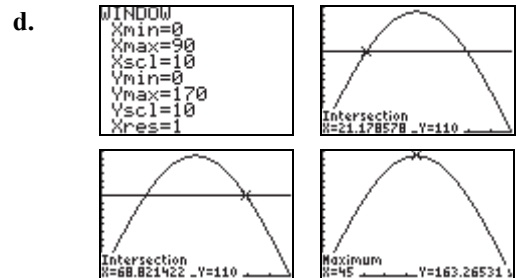 d.
WINDOW
Xmin=0
Xmax=90
Xscl=10
Ymin=0
Ymax=170
Yscl=10
Xres=1
Intersection
X=21.178578 Y=110
Intersection
X=68.821422 Y=110
Maximum
X=45 Y=163.26531